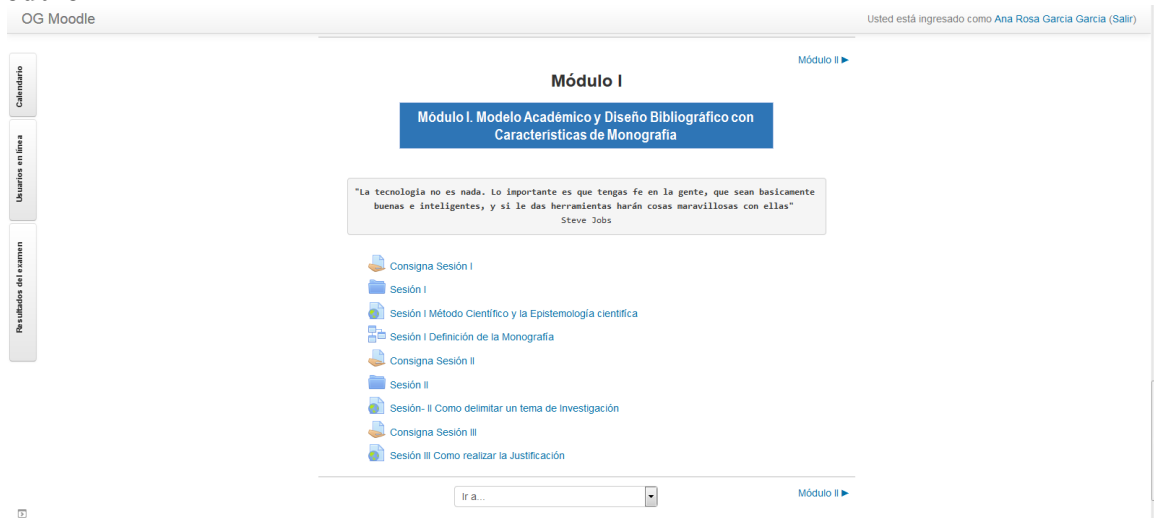 OG Moodle
Usted está ingresado como Ana Rosa Garcia Garcia (Salir)
Calendario
Usuarios en línea
Resultados del examen
Módulo II ►
Módulo I
Módulo I. Modelo Académico y Diseño Bibliográfico con
Características de Monografía
"La tecnologia no es nada. Lo importante es que tengas fe en la gente, que sean basicamente
buenas e inteligentes, y si le das herramientas harán cosas maravillosas con ellas"
Steve Jobs
Consigna Sesión I
Sesión I
Sesión I Método Científico y la Epistemología cientifíca
Sesión I Definición de la Monografía
Consigna Sesión II
Sesión II
Sesión- II Como delimitar un tema de Investigación
Consigna Sesión III
Sesión III Como realizar la Justificación
Ir a...
Módulo II ►